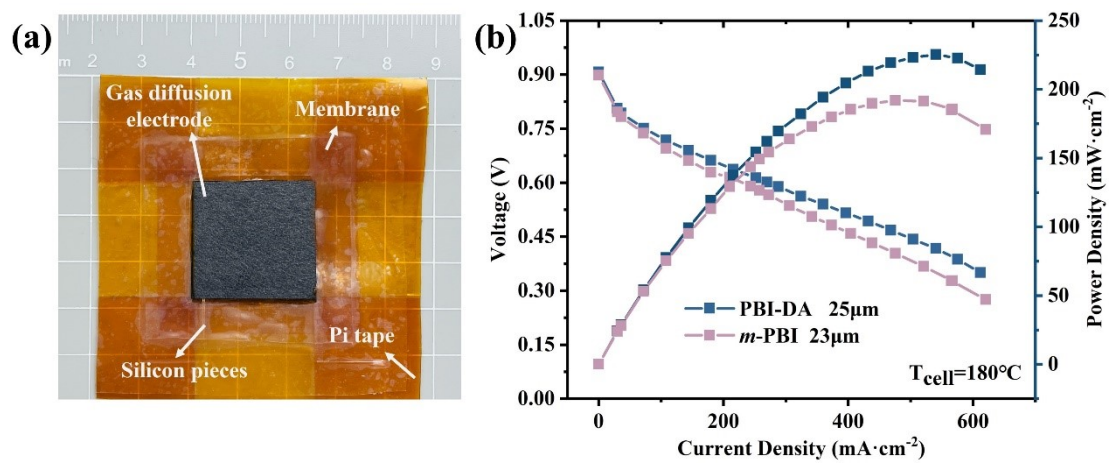 (a)
m 2 3 4 5 6 7 8 9
Gas diffusion
electrode
Membrane
Silicon pieces
Pi tape
(b)
1.05
0.90
0.75
0.60
0.45
0.30
0.15
0.00
Voltage (V)
250
200
150
100
50
0
Power Density (mW·cm⁻²)
PBI-DA 25μm
m-PBI 23μm
T_cell=180°C
0 200 400 600
Current Density (mA·cm⁻²)